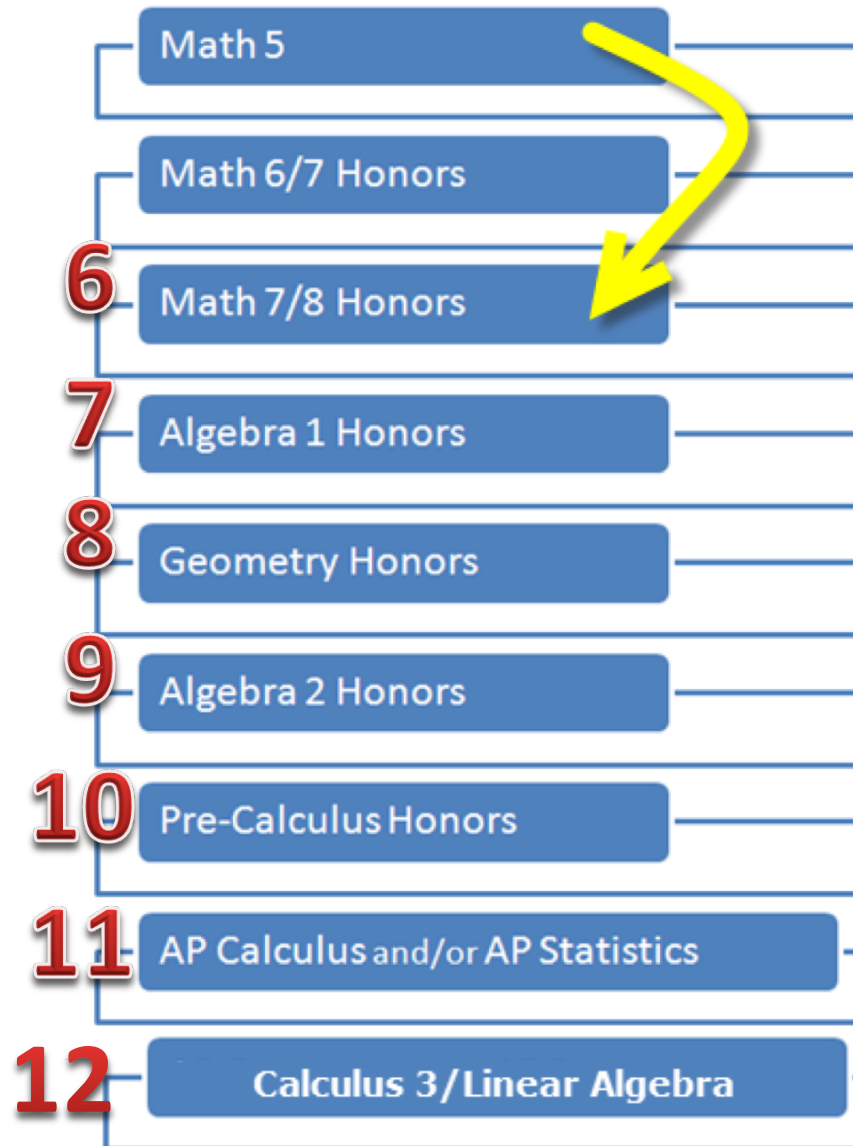 Math 5
Math 6/7 Honors
6
Math 7/8 Honors
7
Algebra 1 Honors
8
Geometry Honors
9
Algebra 2 Honors
10
Pre-Calculus Honors
11
AP Calculus and/or AP Statistics
12
Calculus 3/Linear Algebra